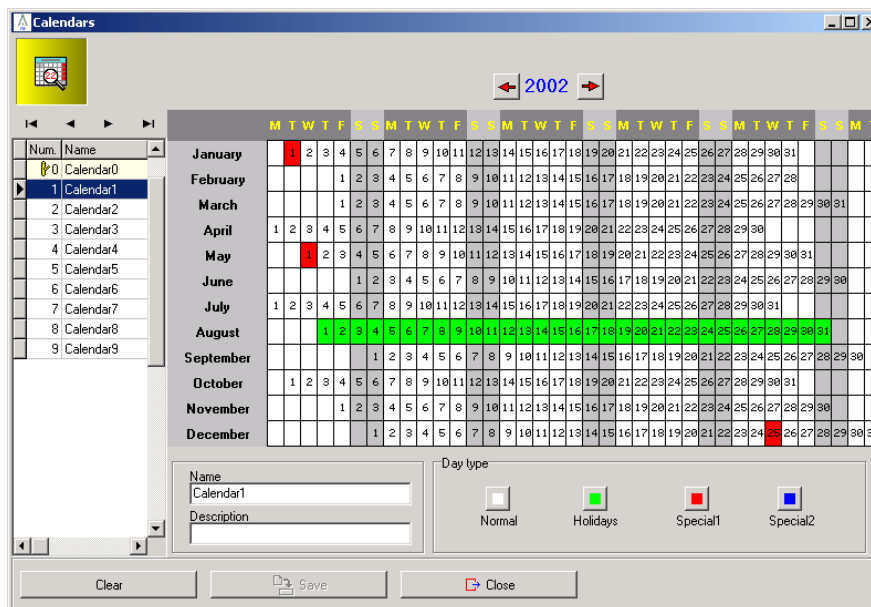 Calendars
2002
M T W T F S S M T W T F S S M T W T F S S M T W T F S S M T W T F S S M
Num. Name
0 Calendar0
1 Calendar1
2 Calendar2
3 Calendar3
4 Calendar4
5 Calendar5
6 Calendar6
7 Calendar7
8 Calendar8
9 Calendar9
January 1 2 3 4 5 6 7 8 9 10 11 12 13 14 15 16 17 18 19 20 21 22 23 24 25 26 27 28 29 30 31
February 1 2 3 4 5 6 7 8 9 10 11 12 13 14 15 16 17 18 19 20 21 22 23 24 25 26 27 28
March 1 2 3 4 5 6 7 8 9 10 11 12 13 14 15 16 17 18 19 20 21 22 23 24 25 26 27 28 29 30 31
April 1 2 3 4 5 6 7 8 9 10 11 12 13 14 15 16 17 18 19 20 21 22 23 24 25 26 27 28 29 30
May 1 2 3 4 5 6 7 8 9 10 11 12 13 14 15 16 17 18 19 20 21 22 23 24 25 26 27 28 29 30 31
June 1 2 3 4 5 6 7 8 9 10 11 12 13 14 15 16 17 18 19 20 21 22 23 24 25 26 27 28 29 30
July 1 2 3 4 5 6 7 8 9 10 11 12 13 14 15 16 17 18 19 20 21 22 23 24 25 26 27 28 29 30 31
August 1 2 3 4 5 6 7 8 9 10 11 12 13 14 15 16 17 18 19 20 21 22 23 24 25 26 27 28 29 30 31
September 1 2 3 4 5 6 7 8 9 10 11 12 13 14 15 16 17 18 19 20 21 22 23 24 25 26 27 28 29 30
October 1 2 3 4 5 6 7 8 9 10 11 12 13 14 15 16 17 18 19 20 21 22 23 24 25 26 27 28 29 30 31
November 1 2 3 4 5 6 7 8 9 10 11 12 13 14 15 16 17 18 19 20 21 22 23 24 25 26 27 28 29 30
December 1 2 3 4 5 6 7 8 9 10 11 12 13 14 15 16 17 18 19 20 21 22 23 24 25 26 27 28 29 30
Name
Calendar1
Description
Day type
Normal Holidays Special1 Special2
Clear Save Close